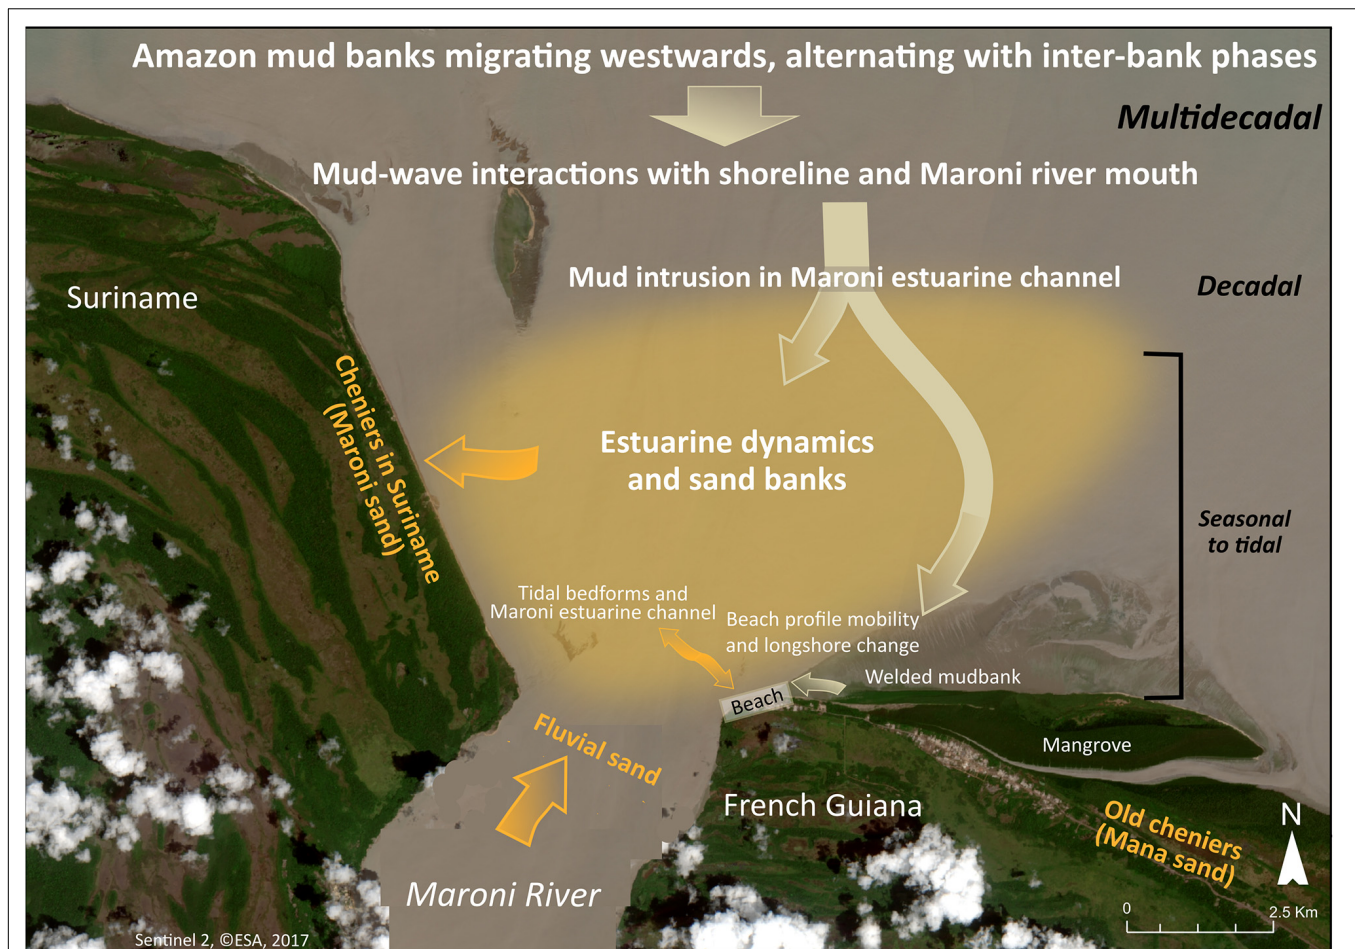 Amazon mud banks migrating westwards, alternating with inter-bank phases
Multidecadal
Mud-wave interactions with shoreline and Maroni river mouth
Mud intrusion in Maroni estuarine channel
Decadal
Suriname
Cheniers in Suriname
(Maroni sand)
Estuarine dynamics
and sand banks
Seasonal
to tidal
Tidal bedforms and
Maroni estuarine channel
Beach profile mobility
and longshore change
Welded mudbank
Beach
Fluvial sand
Mangrove
French Guiana
Old cheniers
(Mana sand)
N
Maroni River
0
2.5 Km
Sentinel 2, ©ESA, 2017